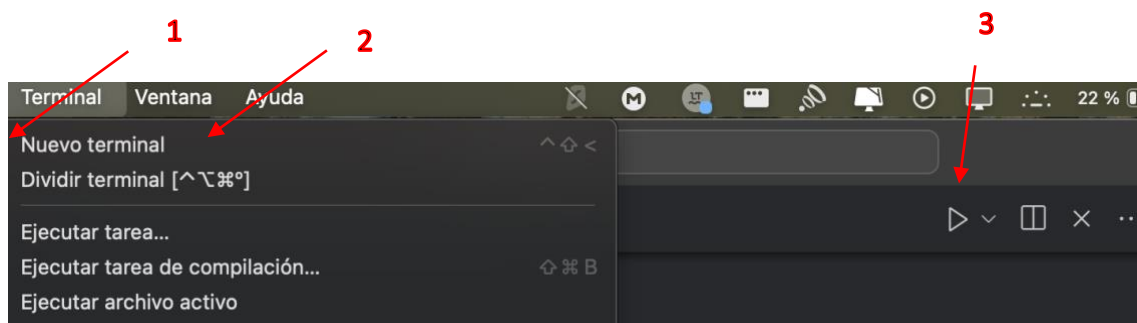 1 2 3
Terminal Ventana Ayuda 22 %
Nuevo terminal ^⇧<
Dividir terminal [^⌥⌘º]
Ejecutar tarea...
Ejecutar tarea de compilación... ⇧⌘B
Ejecutar archivo activo